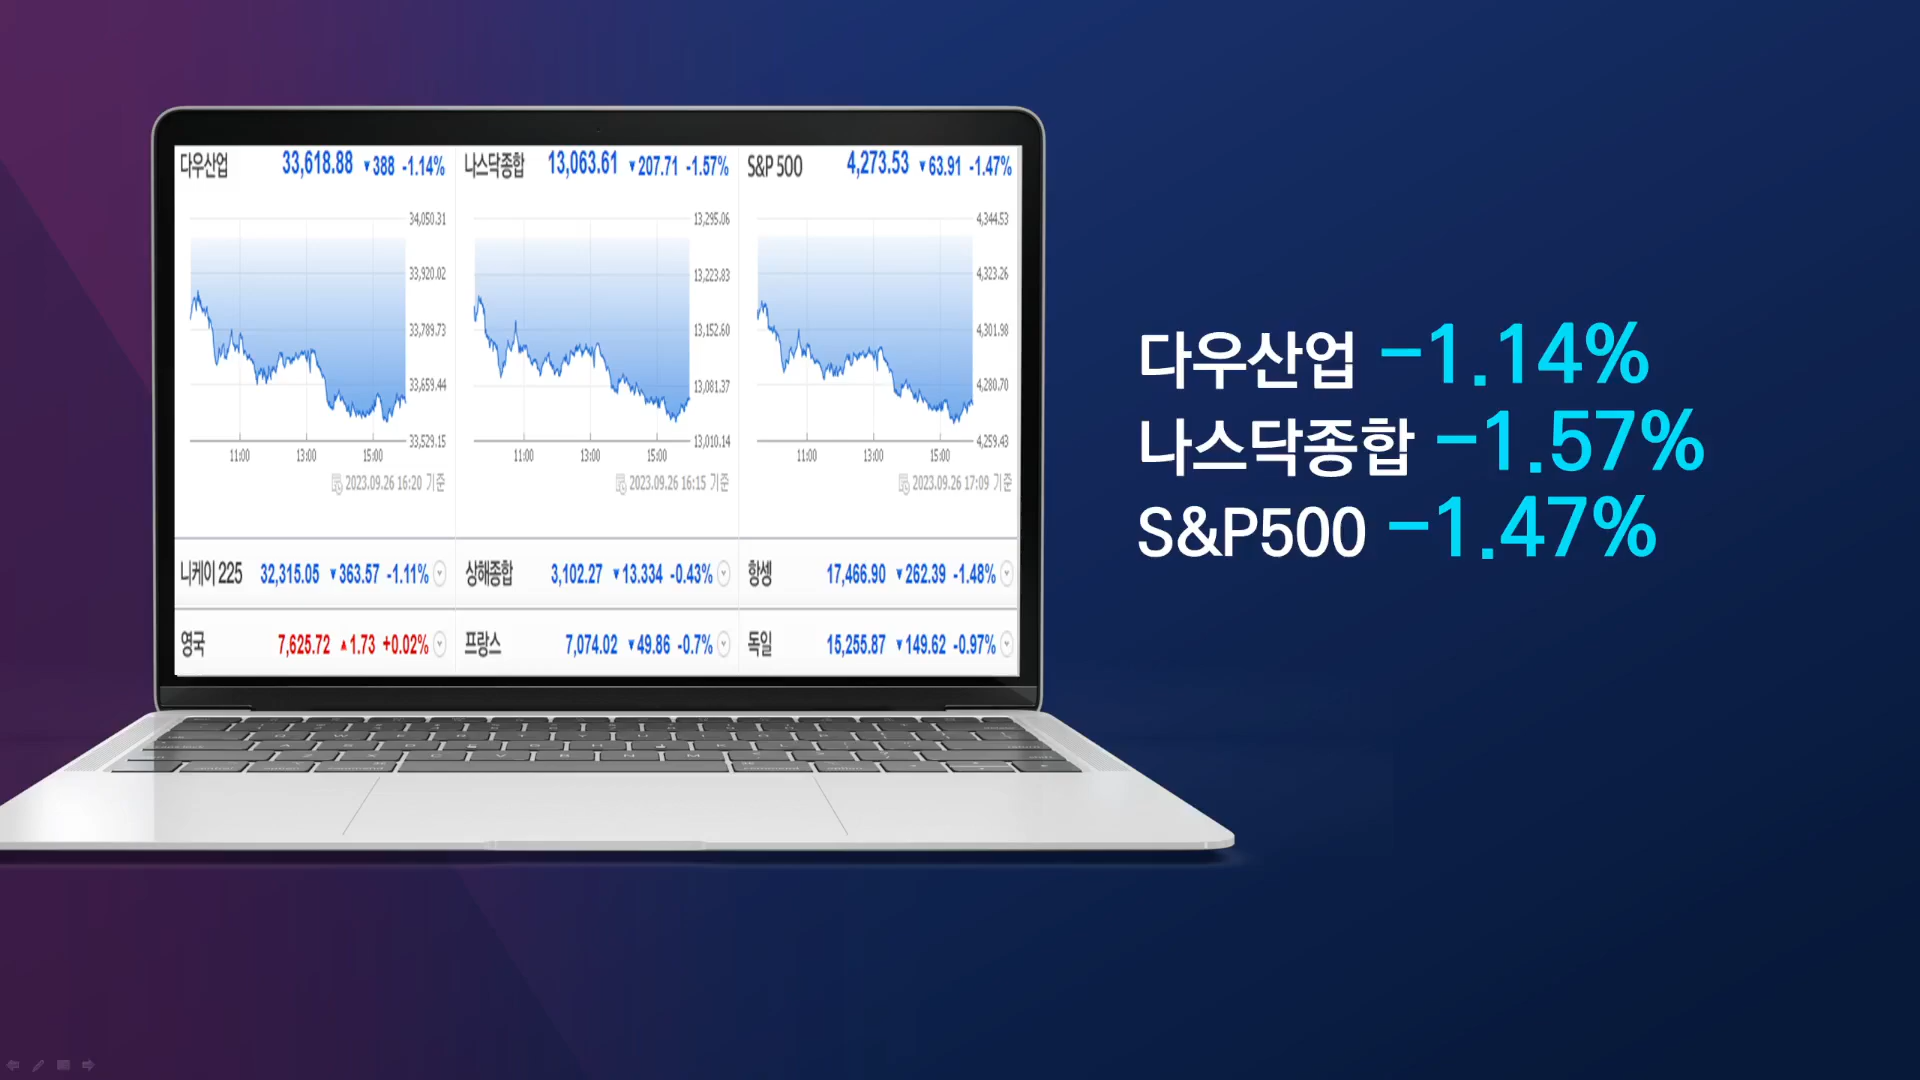 다우산업 33,618.88 ▼388 -1.14%
34,050.31
33,920.02
33,789.73
33,659.44
33,529.15
11:00 13:00 15:00
2023.09.26 16:20 기준
나스닥종합 13,063.61 ▼207.71 -1.57%
13,295.06
13,223.83
13,152.60
13,081.37
13,010.14
11:00 13:00 15:00
2023.09.26 16:15 기준
S&P 500 4,273.53 ▼63.91 -1.47%
4,344.53
4,323.26
4,301.98
4,280.70
4,259.43
11:00 13:00 15:00
2023.09.26 17:09 기준
니케이 225 32,315.05 ▼363.57 -1.11%
상해종합 3,102.27 ▼13.334 -0.43%
항셍 17,466.90 ▼262.39 -1.48%
영국 7,625.72 ▲1.73 +0.02%
프랑스 7,074.02 ▼49.86 -0.7%
독일 15,255.87 ▼149.62 -0.97%
다우산업 -1.14%
나스닥종합 -1.57%
S&P500 -1.47%